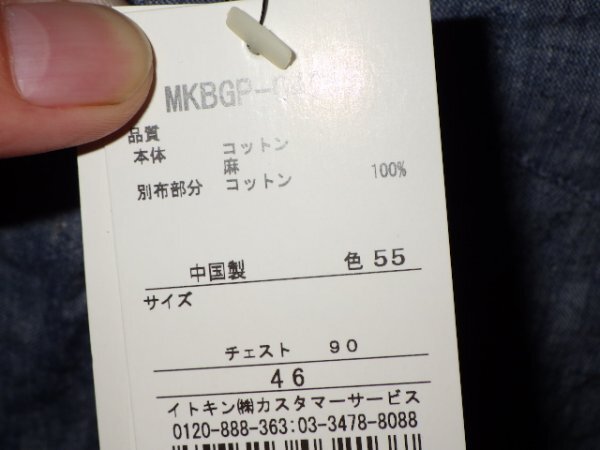 MKBGP-
品質
本体 コットン
麻
別布部分 コットン 100%
中国製 色 55
サイズ
チェスト 90
46
イトキン㈱カスタマーサービス
0120-888-363:03-3478-8088